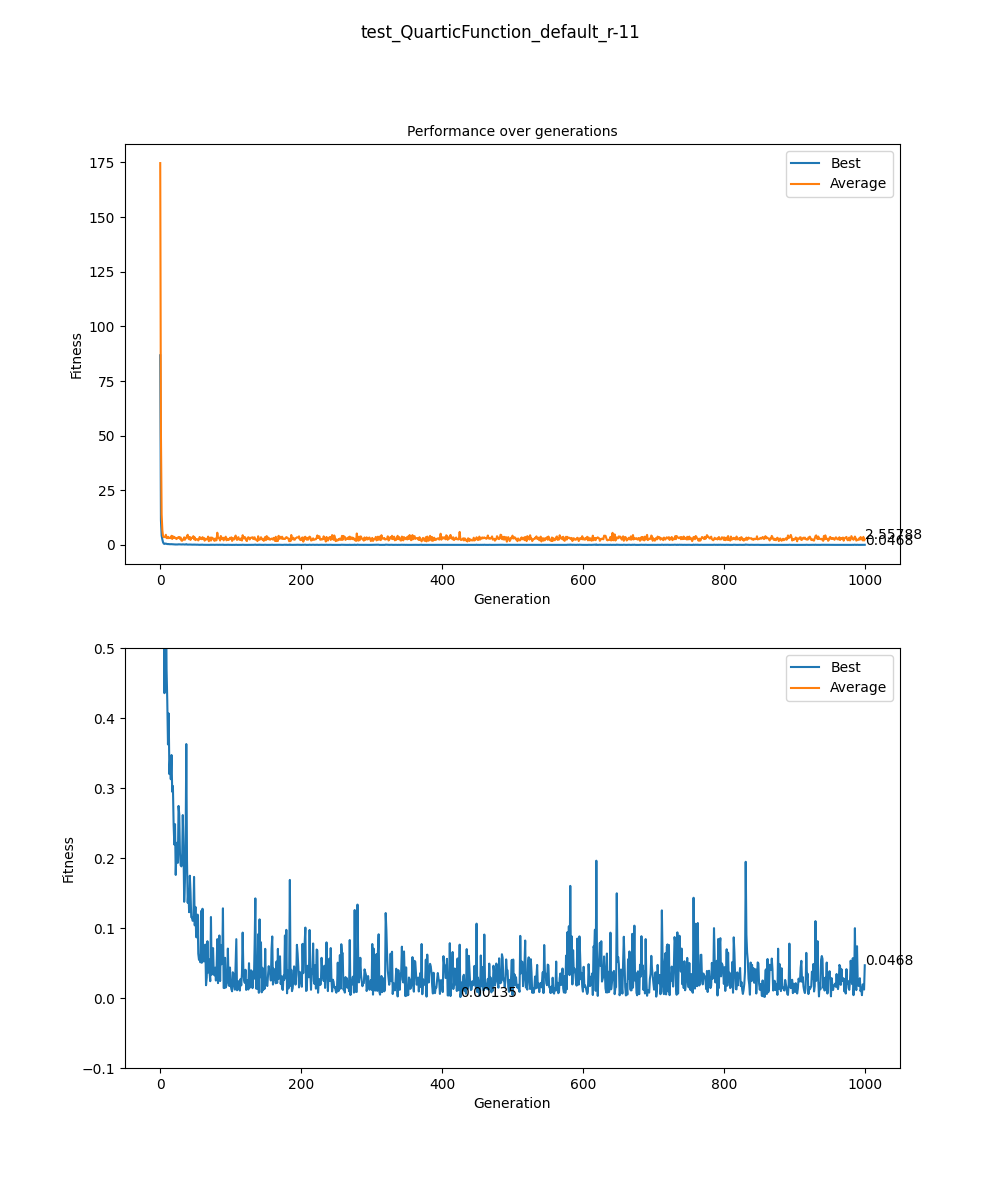 test_QuarticFunction_default_r-11
Performance over generations
Best
Average
175
150
125
100
75
50
25
0
Fitness
2.55788
0.0468
0 200 400 600 800 1000
Generation
Best
Average
0.5
0.4
0.3
0.2
0.1
0.0
−0.1
Fitness
0.0468
0.00135
0 200 400 600 800 1000
Generation